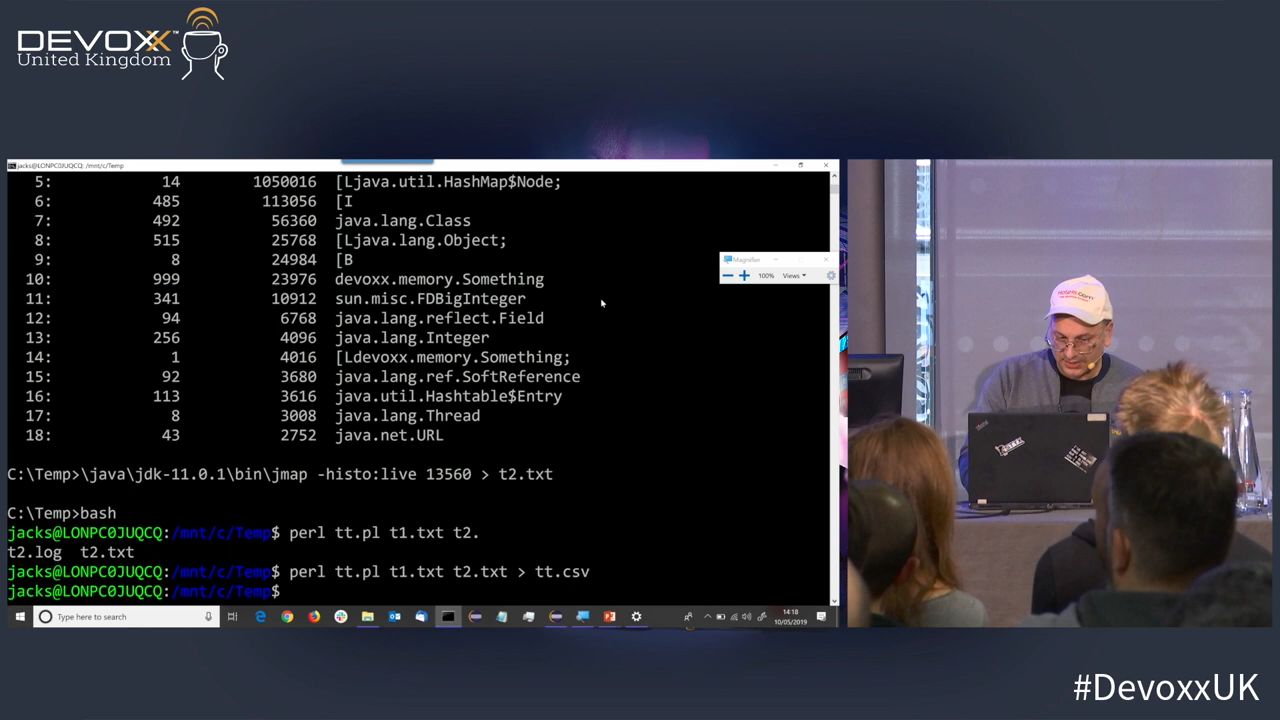 DEVOXX™
United Kingdom
jacks@LONPC0JUQCQ: /mnt/c/Temp
5: 14 1050016 [Ljava.util.HashMap$Node;
6: 485 113056 [I
7: 492 56360 java.lang.Class
8: 515 25768 [Ljava.lang.Object;
9: 8 24984 [B
10: 999 23976 devoxx.memory.Something
11: 341 10912 sun.misc.FDBigInteger
12: 94 6768 java.lang.reflect.Field
13: 256 4096 java.lang.Integer
14: 1 4016 [Ldevoxx.memory.Something;
15: 92 3680 java.lang.ref.SoftReference
16: 113 3616 java.util.Hashtable$Entry
17: 8 3008 java.lang.Thread
18: 43 2752 java.net.URL
C:\Temp>\java\jdk-11.0.1\bin\jmap -histo:live 13560 > t2.txt
C:\Temp>bash
jacks@LONPC0JUQCQ:/mnt/c/Temp$ perl tt.pl t1.txt t2.
t2.log t2.txt
jacks@LONPC0JUQCQ:/mnt/c/Temp$ perl tt.pl t1.txt t2.txt > tt.csv
jacks@LONPC0JUQCQ:/mnt/c/Temp$
Magnifier
100% Views
Type here to search
14:18
10/05/2019
#DevoxxUK